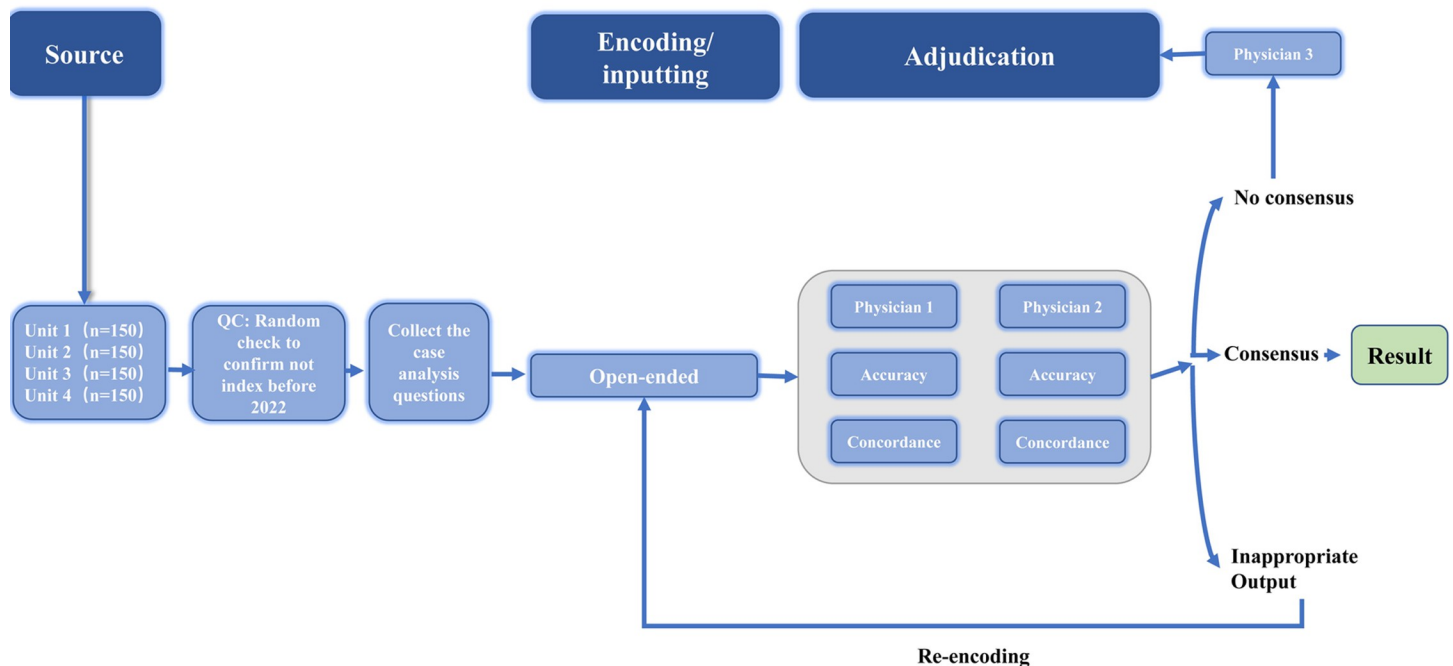 Source
Encoding/
inputting
Adjudication
Physician 3
No consensus
Unit 1（n=150）
Unit 2（n=150）
Unit 3（n=150）
Unit 4（n=150）
QC: Random
check to
confirm not
index before
2022
Collect the
case
analysis
questions
Open-ended
Physician 1
Physician 2
Accuracy
Accuracy
Concordance
Concordance
Consensus
Result
Inappropriate
Output
Re-encoding